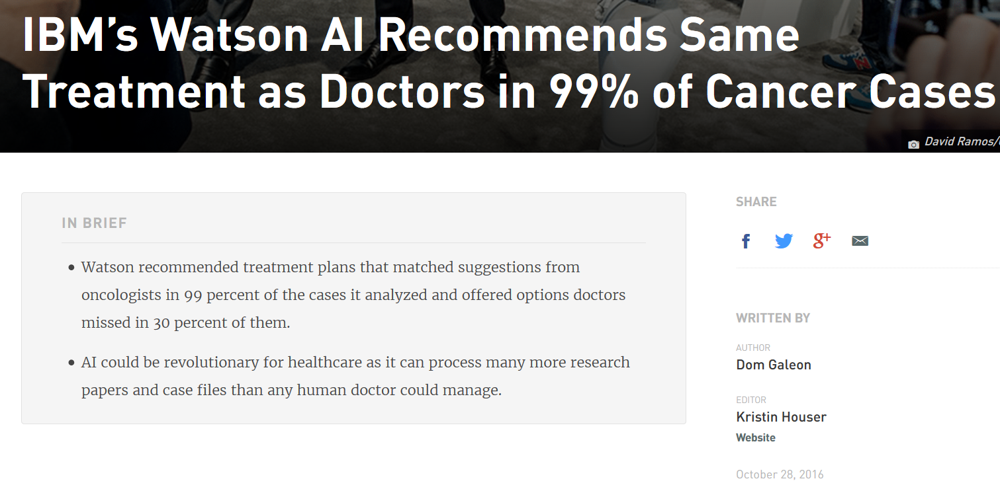 IBM’s Watson AI Recommends Same
Treatment as Doctors in 99% of Cancer Cases
David Ramos/
IN BRIEF
• Watson recommended treatment plans that matched suggestions from
oncologists in 99 percent of the cases it analyzed and offered options doctors
missed in 30 percent of them.
• AI could be revolutionary for healthcare as it can process many more research
papers and case files than any human doctor could manage.
SHARE
f
g+
WRITTEN BY
AUTHOR
Dom Galeon
EDITOR
Kristin Houser
Website
October 28, 2016